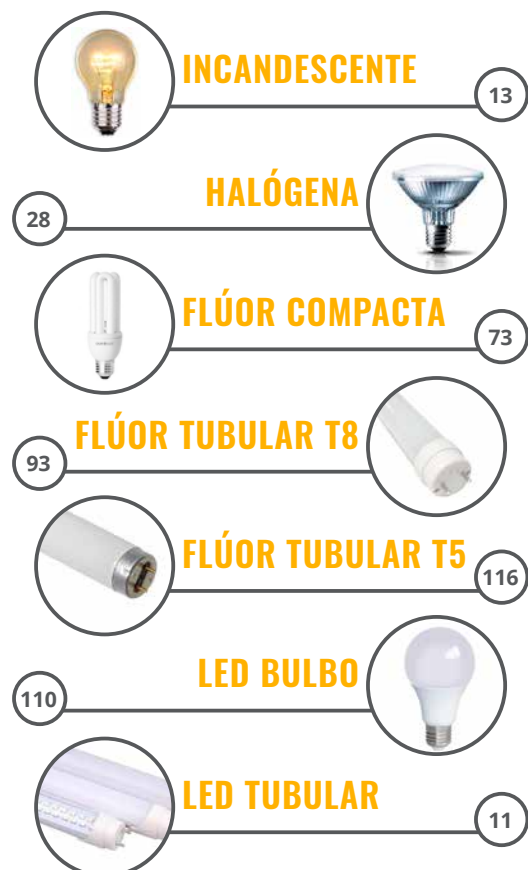 INCANDESCENTE
13
HALÓGENA
28
FLÚOR COMPACTA
73
FLÚOR TUBULAR T8
93
FLÚOR TUBULAR T5
116
LED BULBO
110
LED TUBULAR
11